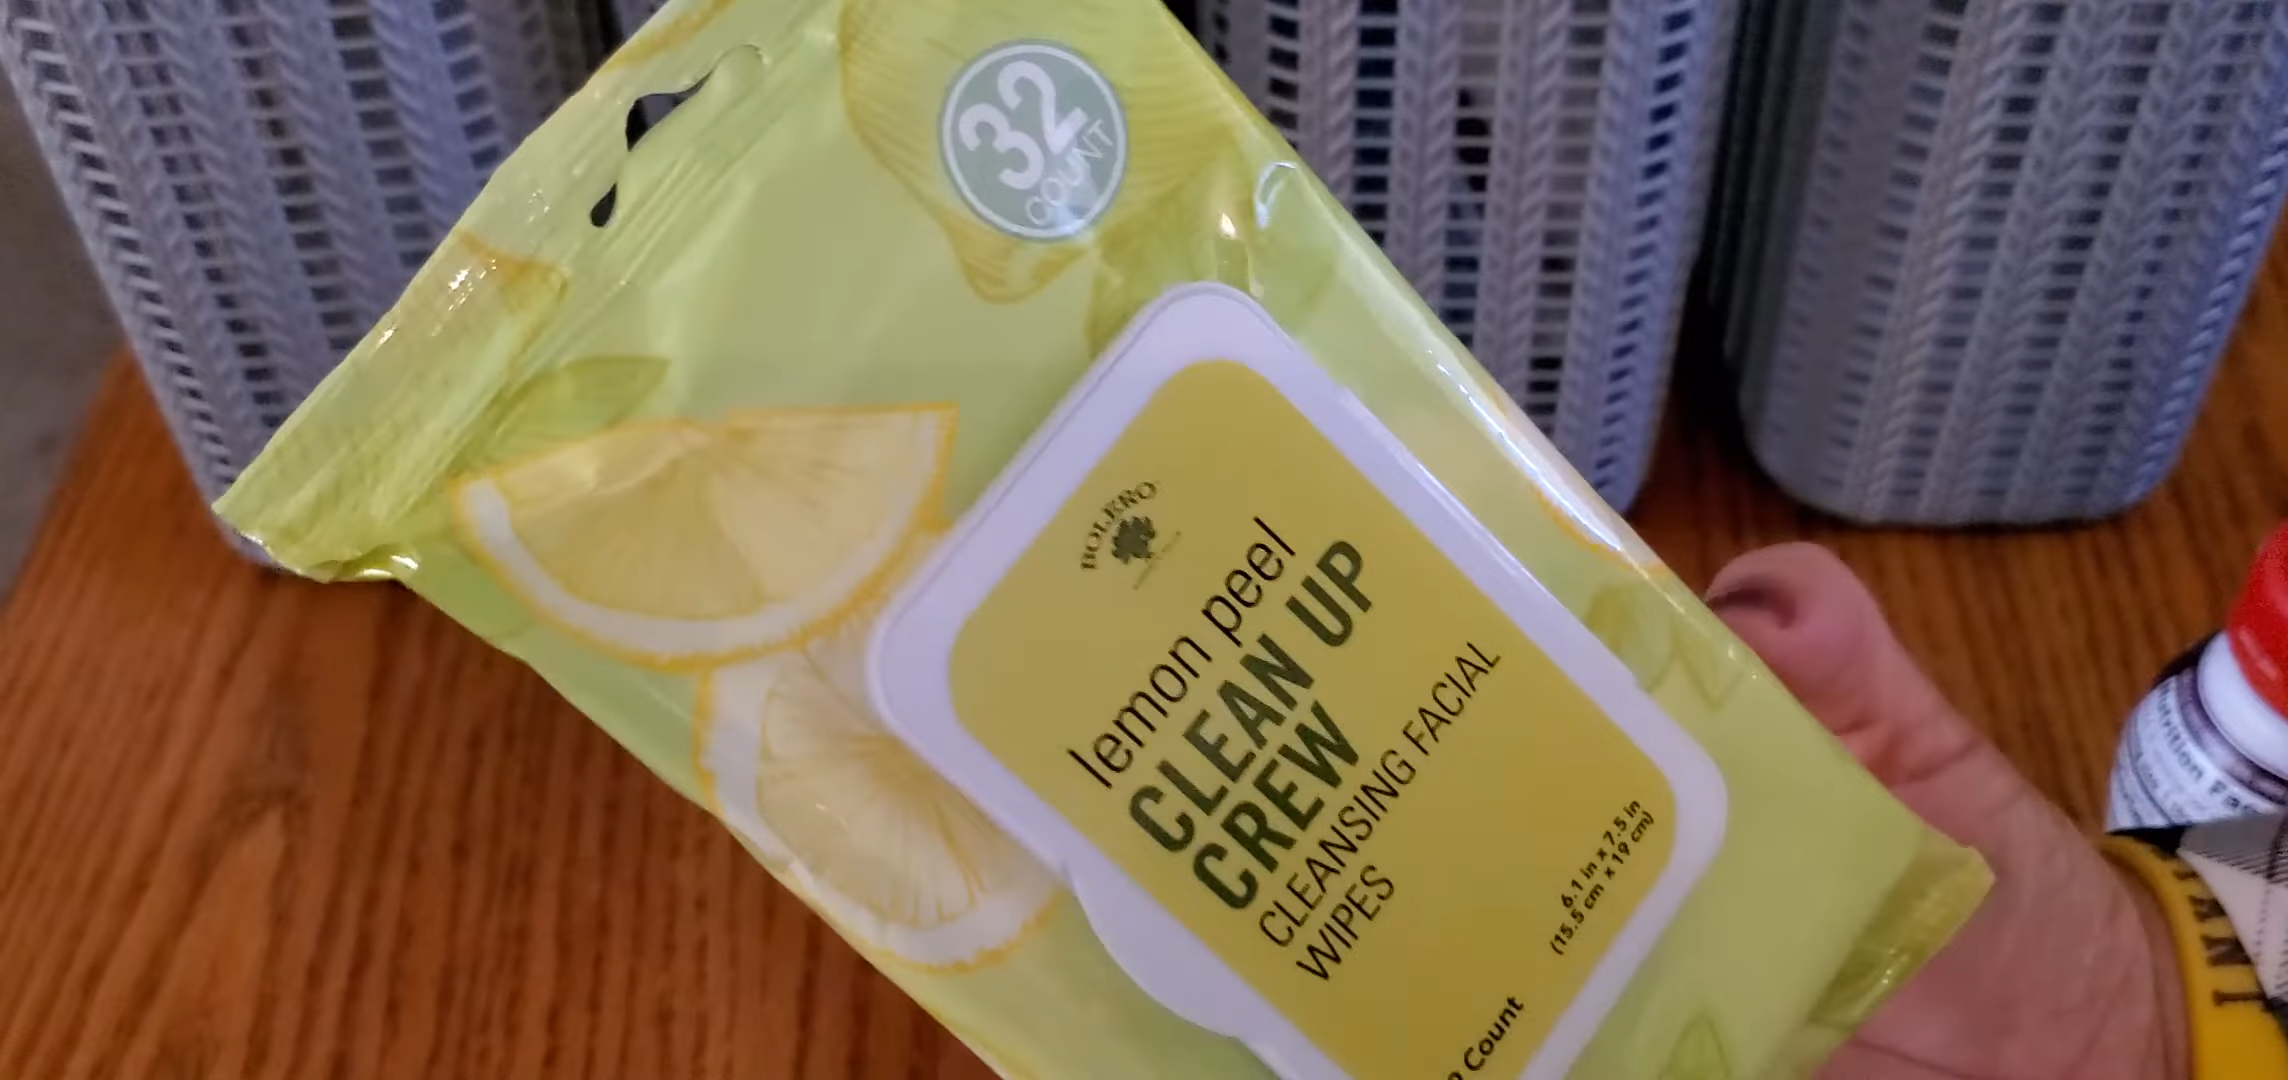 32
COUNT
BOLERO
lemon peel
CLEAN UP
CREW
CLEANSING FACIAL
WIPES
6.1 in x 7.5 in
(15.5 cm x 19 cm)
Count